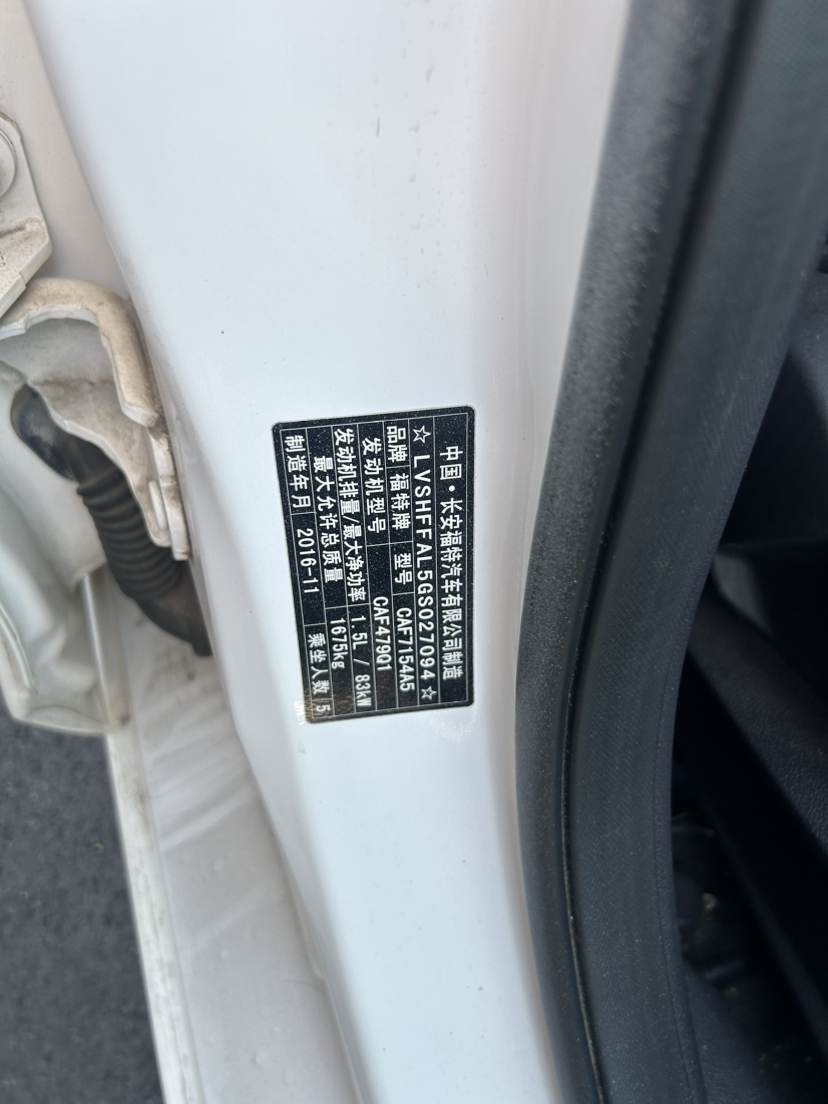 中国·长安福特汽车有限公司制造
☆LVSHFFAL5GS027094☆
品牌 福特牌 型号 CAF7154A5
发动机型号 CAF479Q1
发动机排量/最大净功率 1.5L / 83kW
最大允许总质量 1675kg
制造年月 2016-11 乘坐人数 5